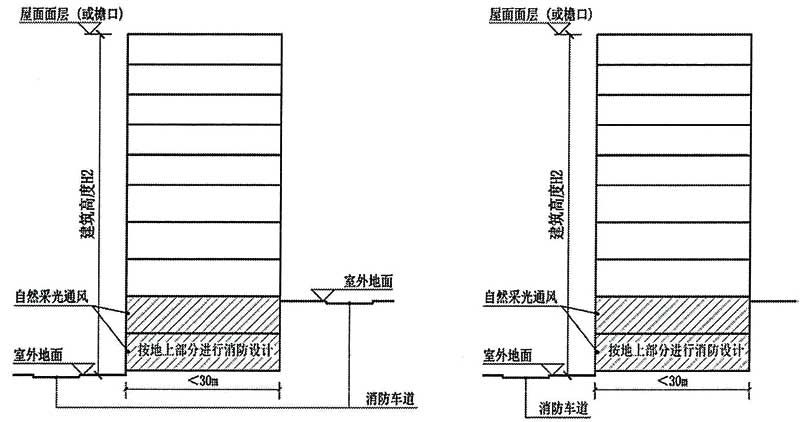 屋面面层（或檐口）
建筑高度H2
室外地面
自然采光通风
室外地面
按地上部分进行消防设计
<30m
消防车道
屋面面层（或檐口）
建筑高度H2
自然采光通风
室外地面
按地上部分进行消防设计
<30m
消防车道